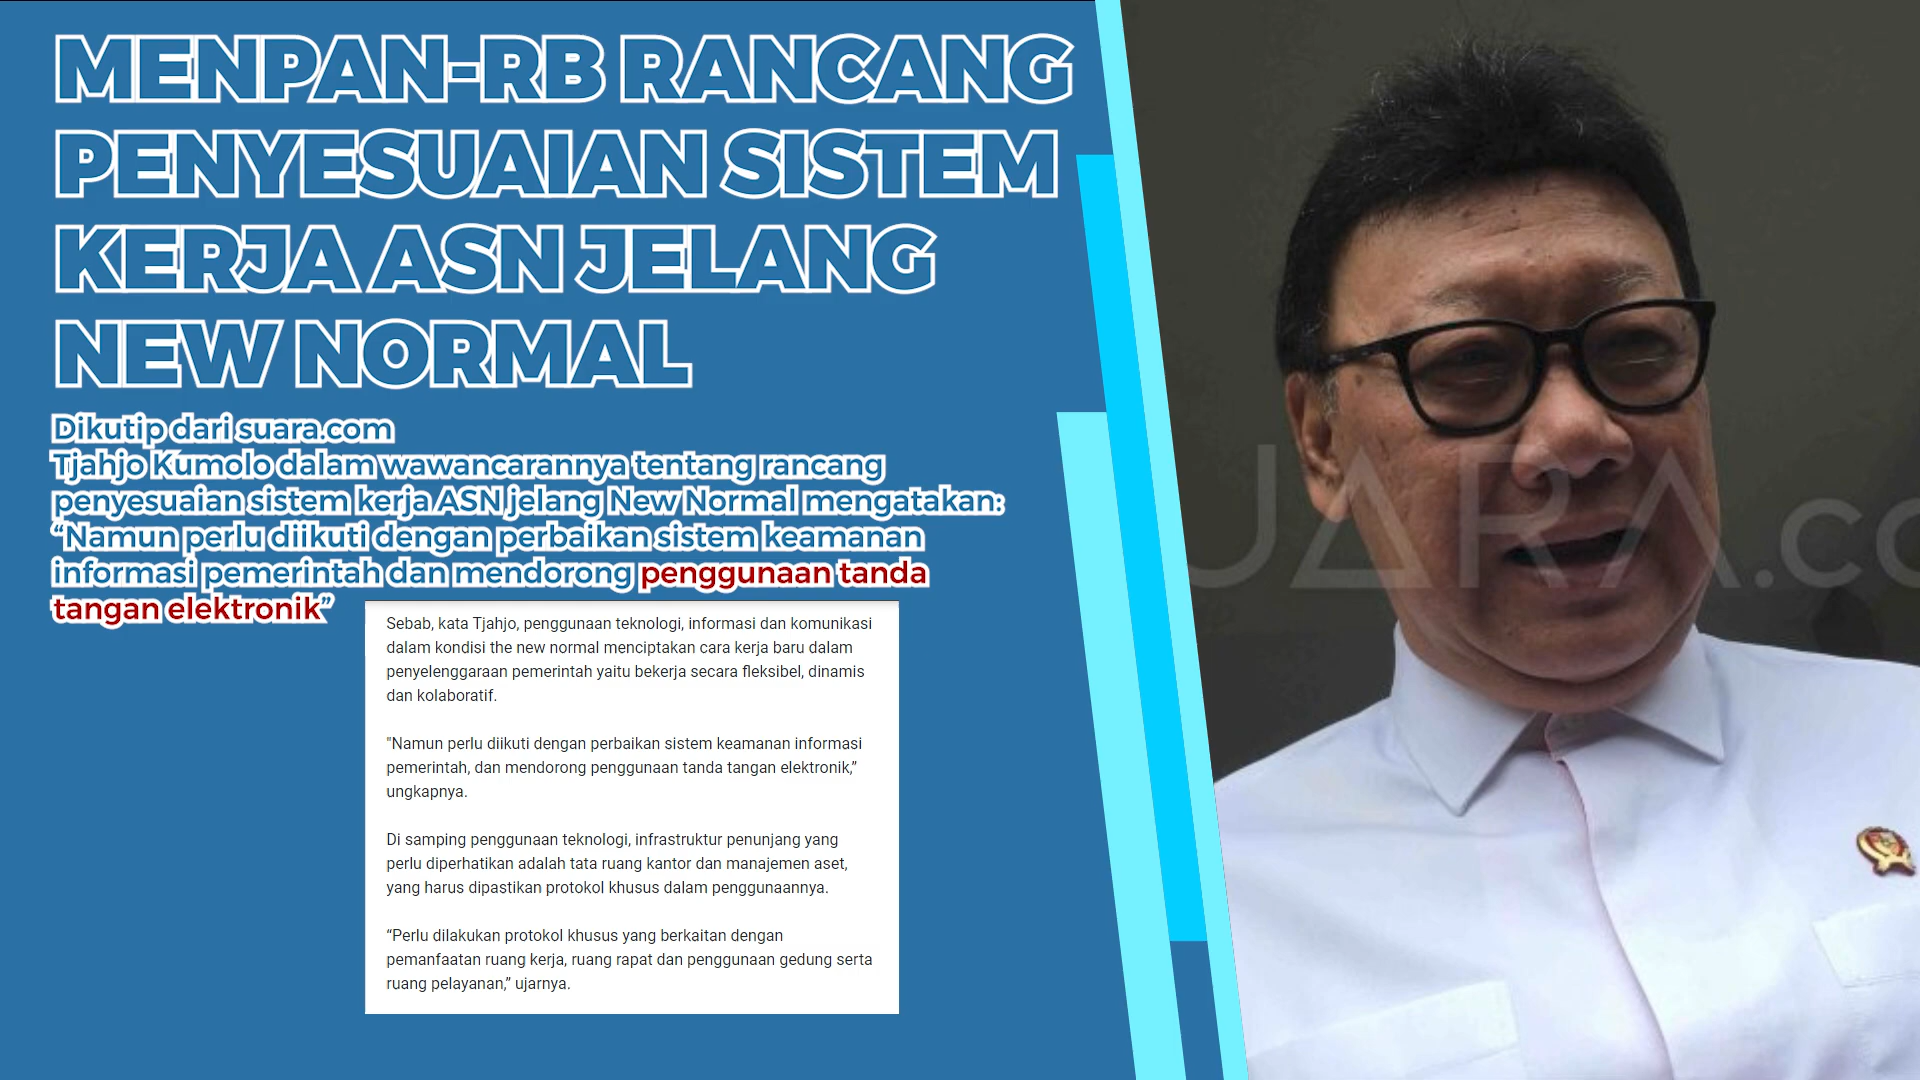 MENPAN-RB RANCANG
PENYESUAIAN SISTEM
KERJA ASN JELANG
NEW NORMAL
Dikutip dari suara.com
Tjahjo Kumolo dalam wawancarannya tentang rancang
penyesuaian sistem kerja ASN jelang New Normal mengatakan:
“Namun perlu diikuti dengan perbaikan sistem keamanan
informasi pemerintah dan mendorong penggunaan tanda
tangan elektronik”
Sebab, kata Tjahjo, penggunaan teknologi, informasi dan komunikasi
dalam kondisi the new normal menciptakan cara kerja baru dalam
penyelenggaraan pemerintah yaitu bekerja secara fleksibel, dinamis
dan kolaboratif.
"Namun perlu diikuti dengan perbaikan sistem keamanan informasi
pemerintah, dan mendorong penggunaan tanda tangan elektronik,”
ungkapnya.
Di samping penggunaan teknologi, infrastruktur penunjang yang
perlu diperhatikan adalah tata ruang kantor dan manajemen aset,
yang harus dipastikan protokol khusus dalam penggunaannya.
“Perlu dilakukan protokol khusus yang berkaitan dengan
pemanfaatan ruang kerja, ruang rapat dan penggunaan gedung serta
ruang pelayanan,” ujarnya.
UARA.co